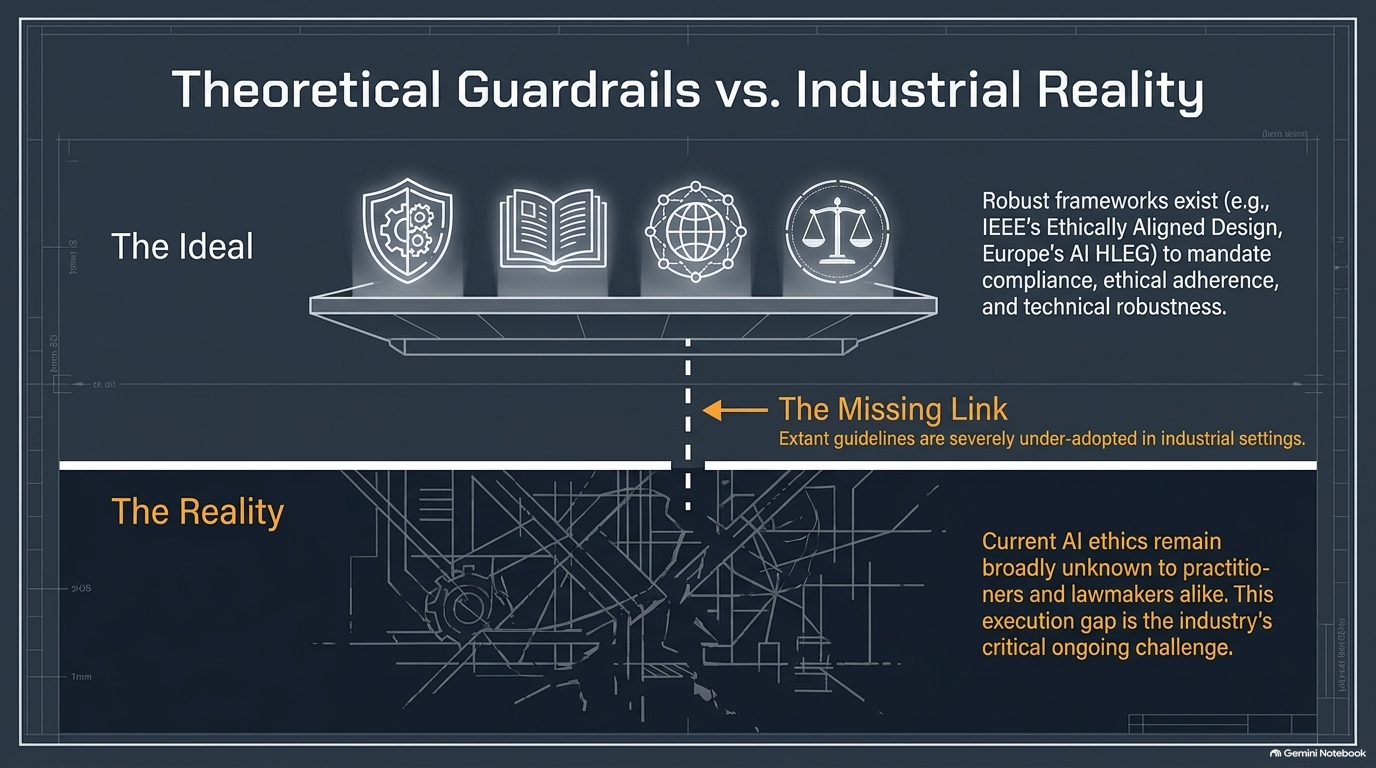 Theoretical Guardrails vs. Industrial Reality
The Ideal
Robust frameworks exist (e.g.,
IEEE's Ethically Aligned Design,
Europe's AI HLEG) to mandate
compliance, ethical adherence,
and technical robustness.
The Missing Link
Extant guidelines are severely under-adopted in industrial settings.
The Reality
Current AI ethics remain
broadly unknown to practitio-
ners and lawmakers alike. This
execution gap is the industry's
critical ongoing challenge.
1mm
Gemini Notebook